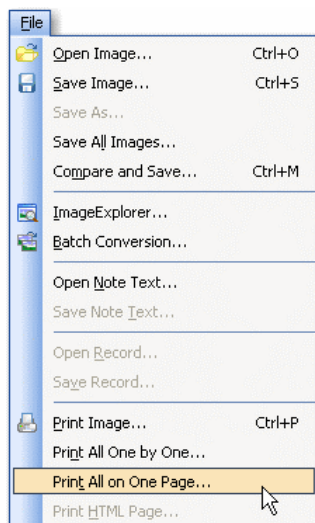 File
Open Image... Ctrl+O
Save Image... Ctrl+S
Save As...
Save All Images...
Compare and Save... Ctrl+M
ImageExplorer...
Batch Conversion...
Open Note Text...
Save Note Text...
Open Record...
Save Record...
Print Image... Ctrl+P
Print All One by One...
Print All on One Page...
Print HTML Page...